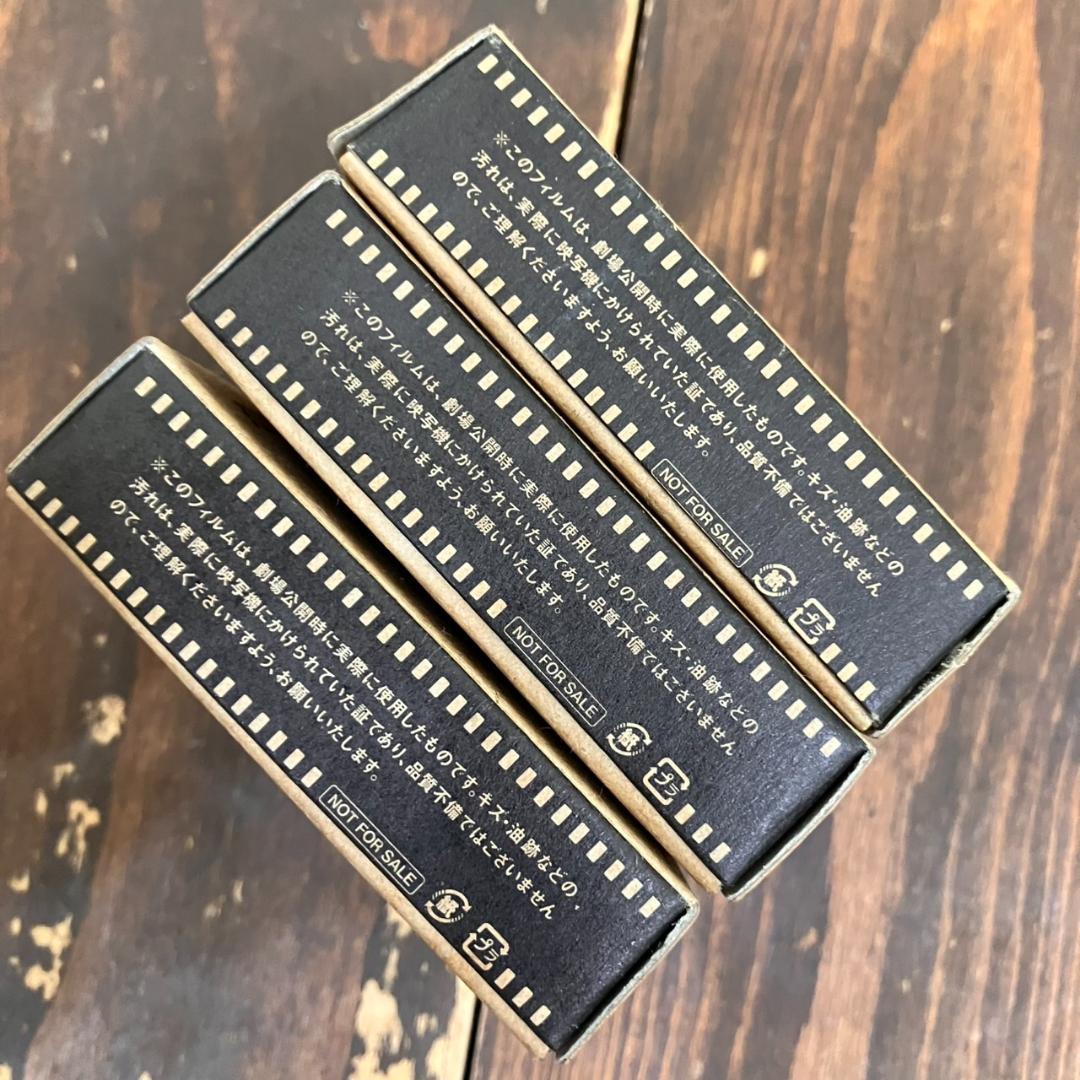 ※このフィルムは、劇場公開時に実際に使用したものです。キズ・油跡などの
汚れは、実際に映写機にかけられていた証であり、品質不備ではございません
ので、ご理解くださいますよう、お願いいたします。
NOT FOR SALE
紙
プラ
※このフィルムは、劇場公開時に実際に使用したものです。キズ・油跡などの
汚れは、実際に映写機にかけられていた証であり、品質不備ではございません
ので、ご理解くださいますよう、お願いいたします。
NOT FOR SALE
紙
プラ
※このフィルムは、劇場公開時に実際に使用したものです。キズ・油跡などの
汚れは、実際に映写機にかけられていた証であり、品質不備ではございません
ので、ご理解くださいますよう、お願いいたします。
NOT FOR SALE
紙
プラ